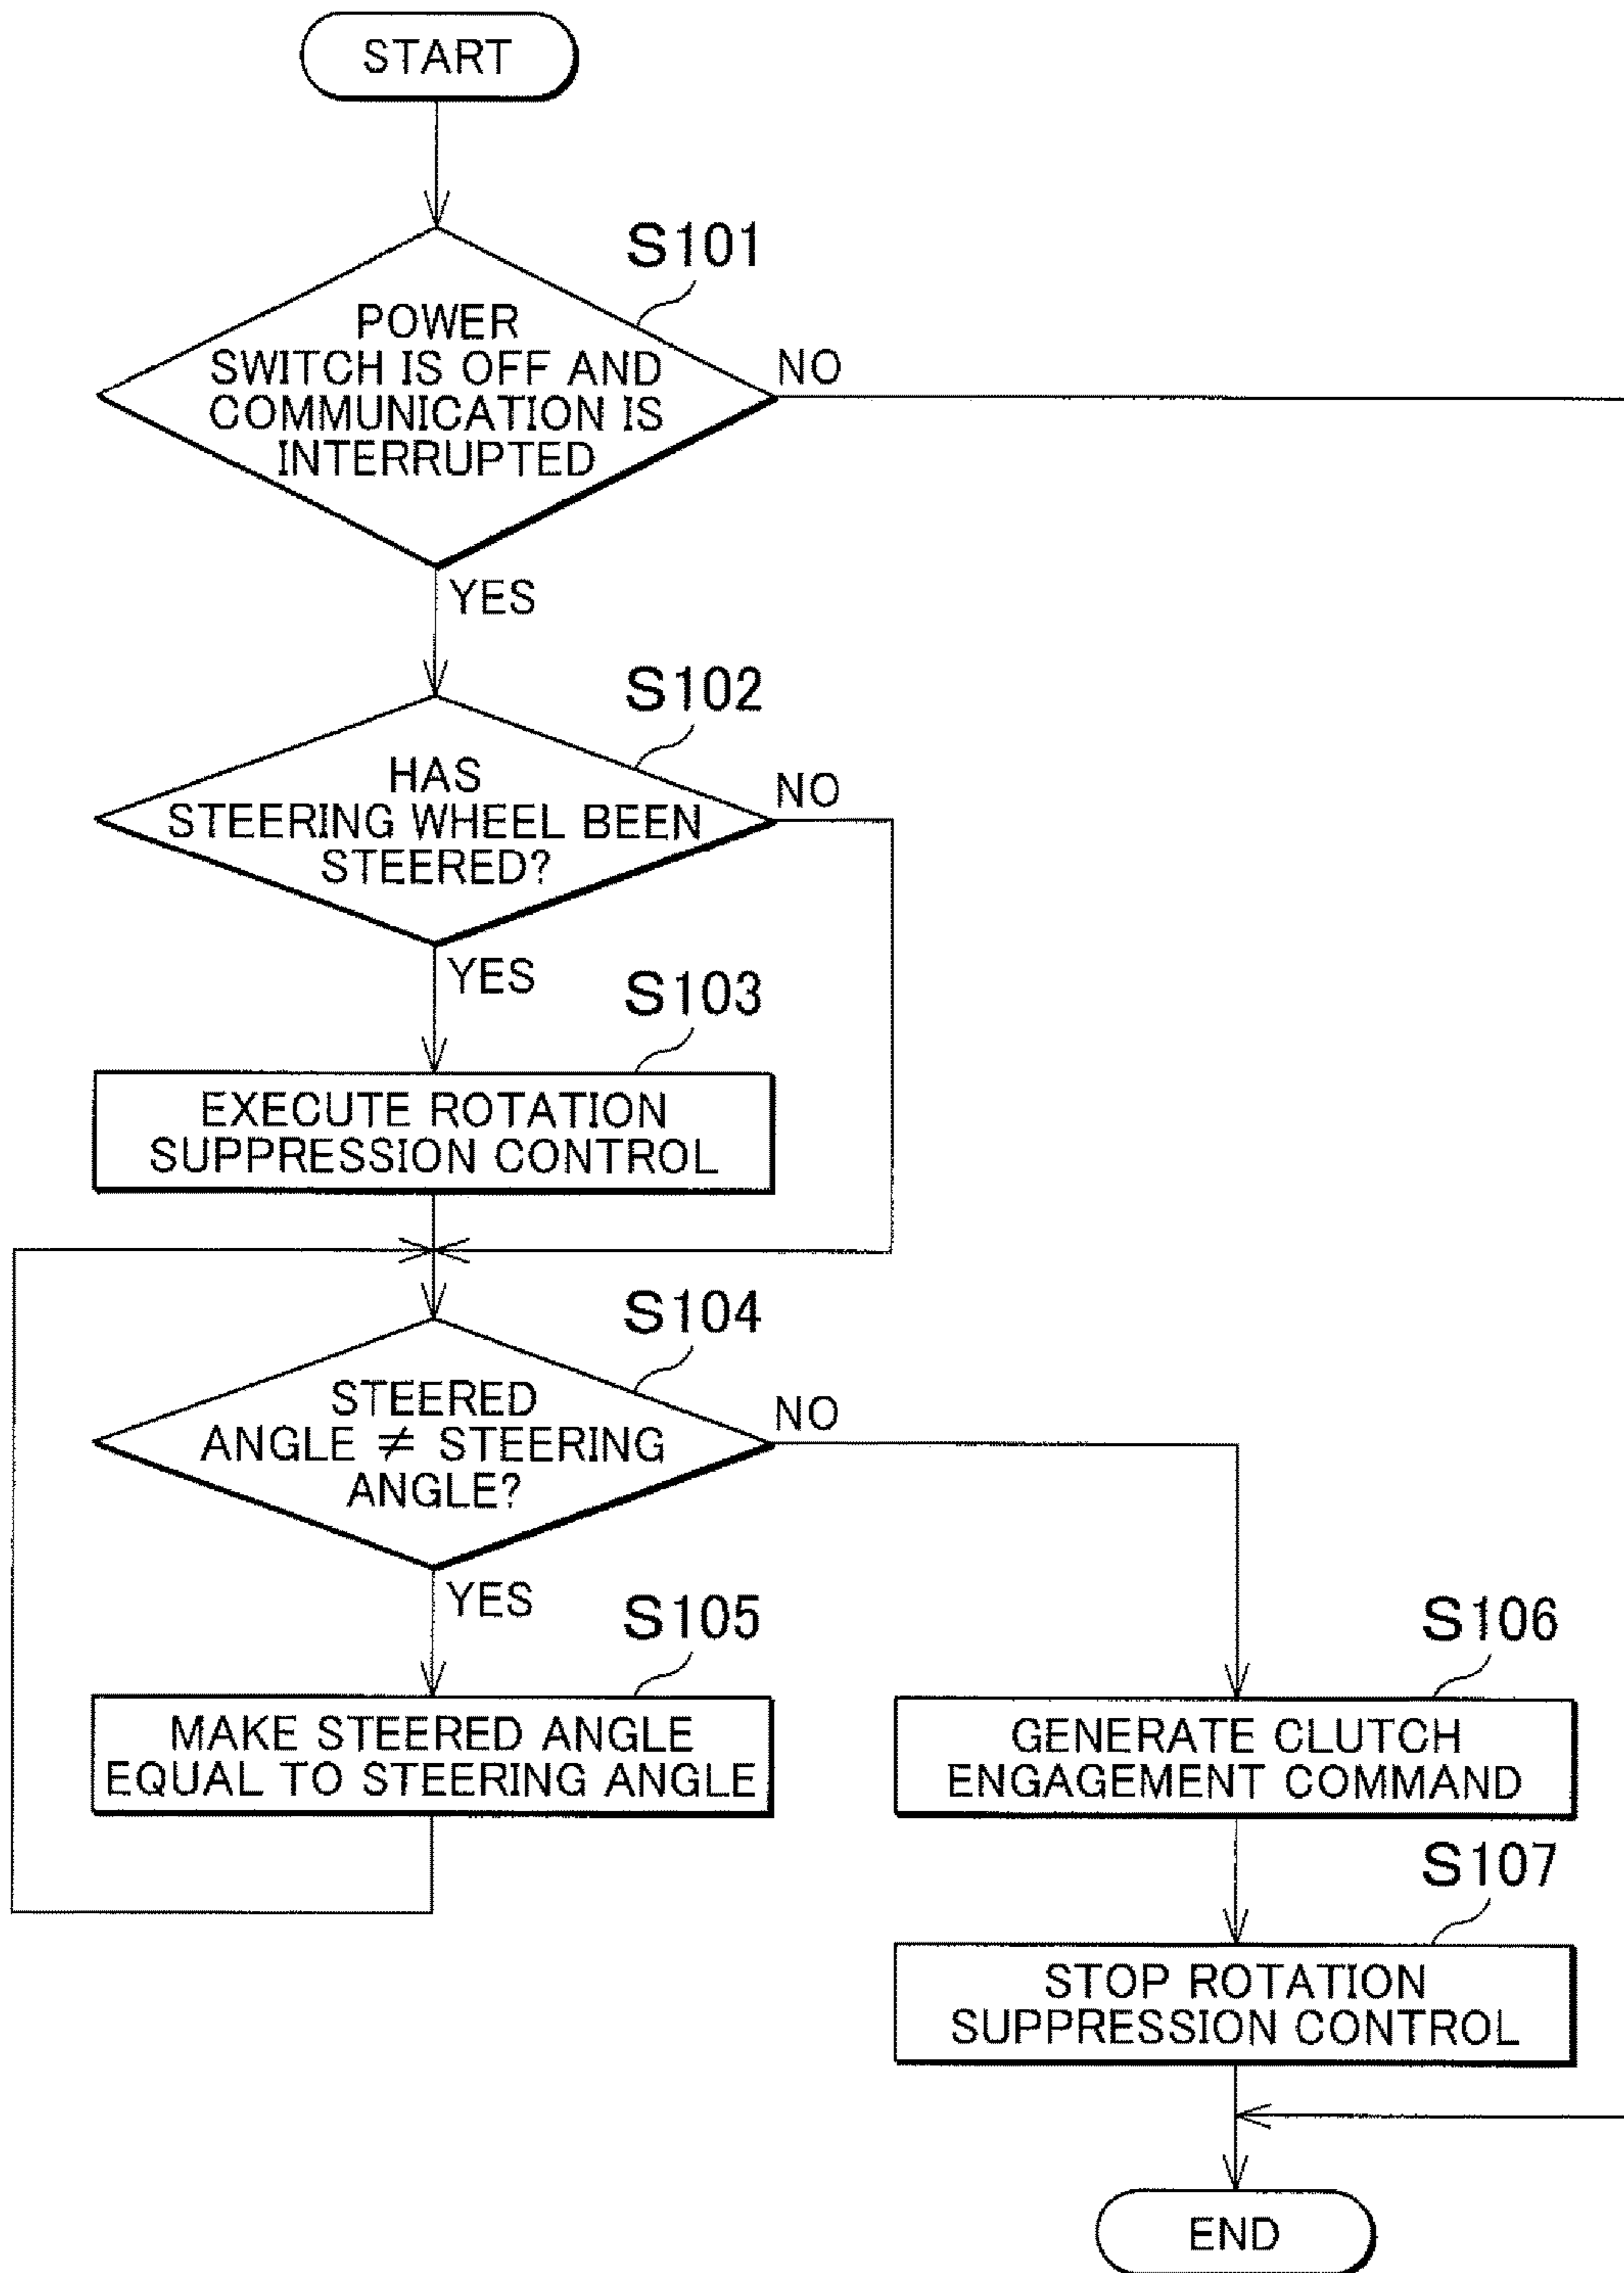 START
S101
POWER
SWITCH IS OFF AND
COMMUNICATION IS
INTERRUPTED
NO
YES
S102
HAS
STEERING WHEEL BEEN
STEERED?
NO
YES
S103
EXECUTE ROTATION
SUPPRESSION CONTROL
S104
STEERED
ANGLE ≠ STEERING
ANGLE?
NO
YES
S105
MAKE STEERED ANGLE
EQUAL TO STEERING ANGLE
S106
GENERATE CLUTCH
ENGAGEMENT COMMAND
S107
STOP ROTATION
SUPPRESSION CONTROL
END